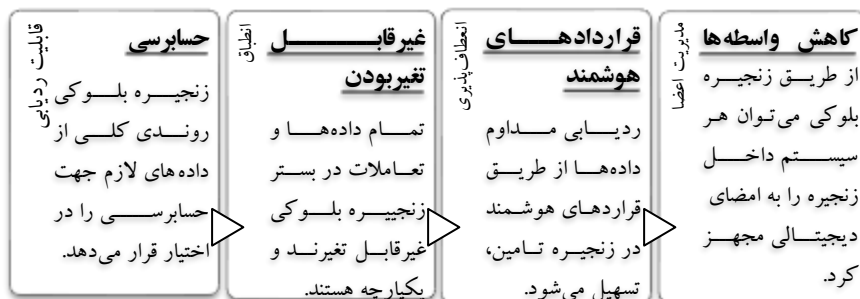 کاهش واسطه‌ها
از طریق زنجیره
بلوکی می‌توان هر
سیستم داخل
زنجیره را به امضای
دیجیتالی مجهز
کرد.
مدیریت اعضا
قراردادهای
هوشمند
ردیابی مداوم
داده‌ها از طریق
قراردهای هوشمند
در زنجیره تامین،
تسهیل می‌شود.
انعطاف‌پذیری
غیرقابل
تغیربودن
تمام داده‌ها و
تعاملات در بستر
زنجییره بلوکی
غیرقابل تغیرند و
یکپارچه هستند.
انطباق
حسابرسی
زنجیره بلوکی
روندی کلی از
داده‌های لازم جهت
حسابرسی را در
اختیار قرار می‌دهد.
قابلیت ردیابی